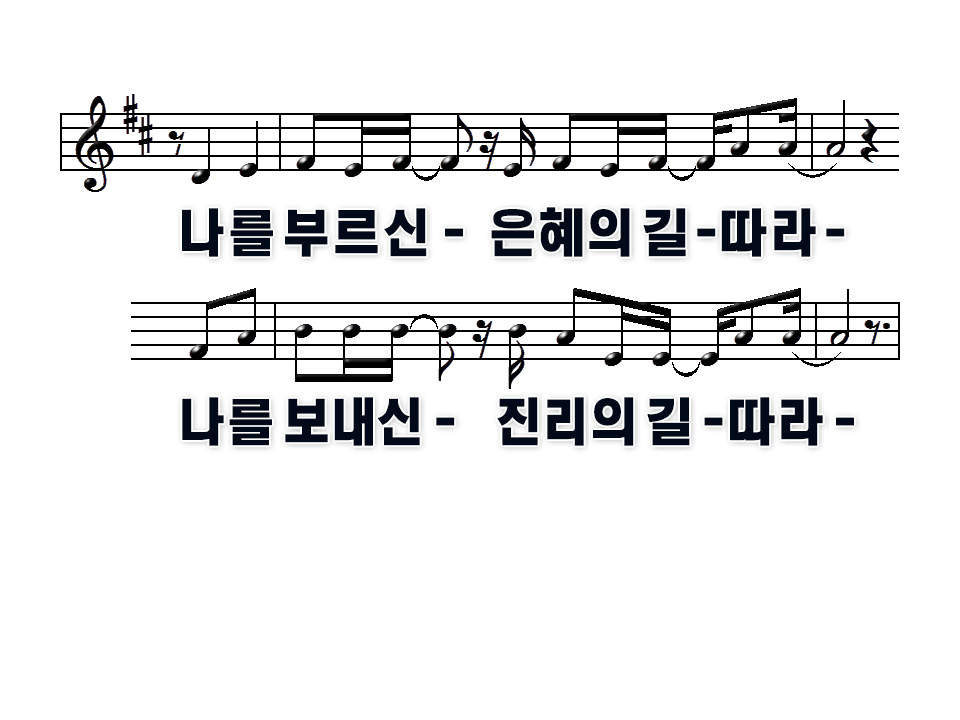 나를 부르신 - 은혜의 길 - 따라 -
나를 보내신 - 진리의 길 - 따라 -